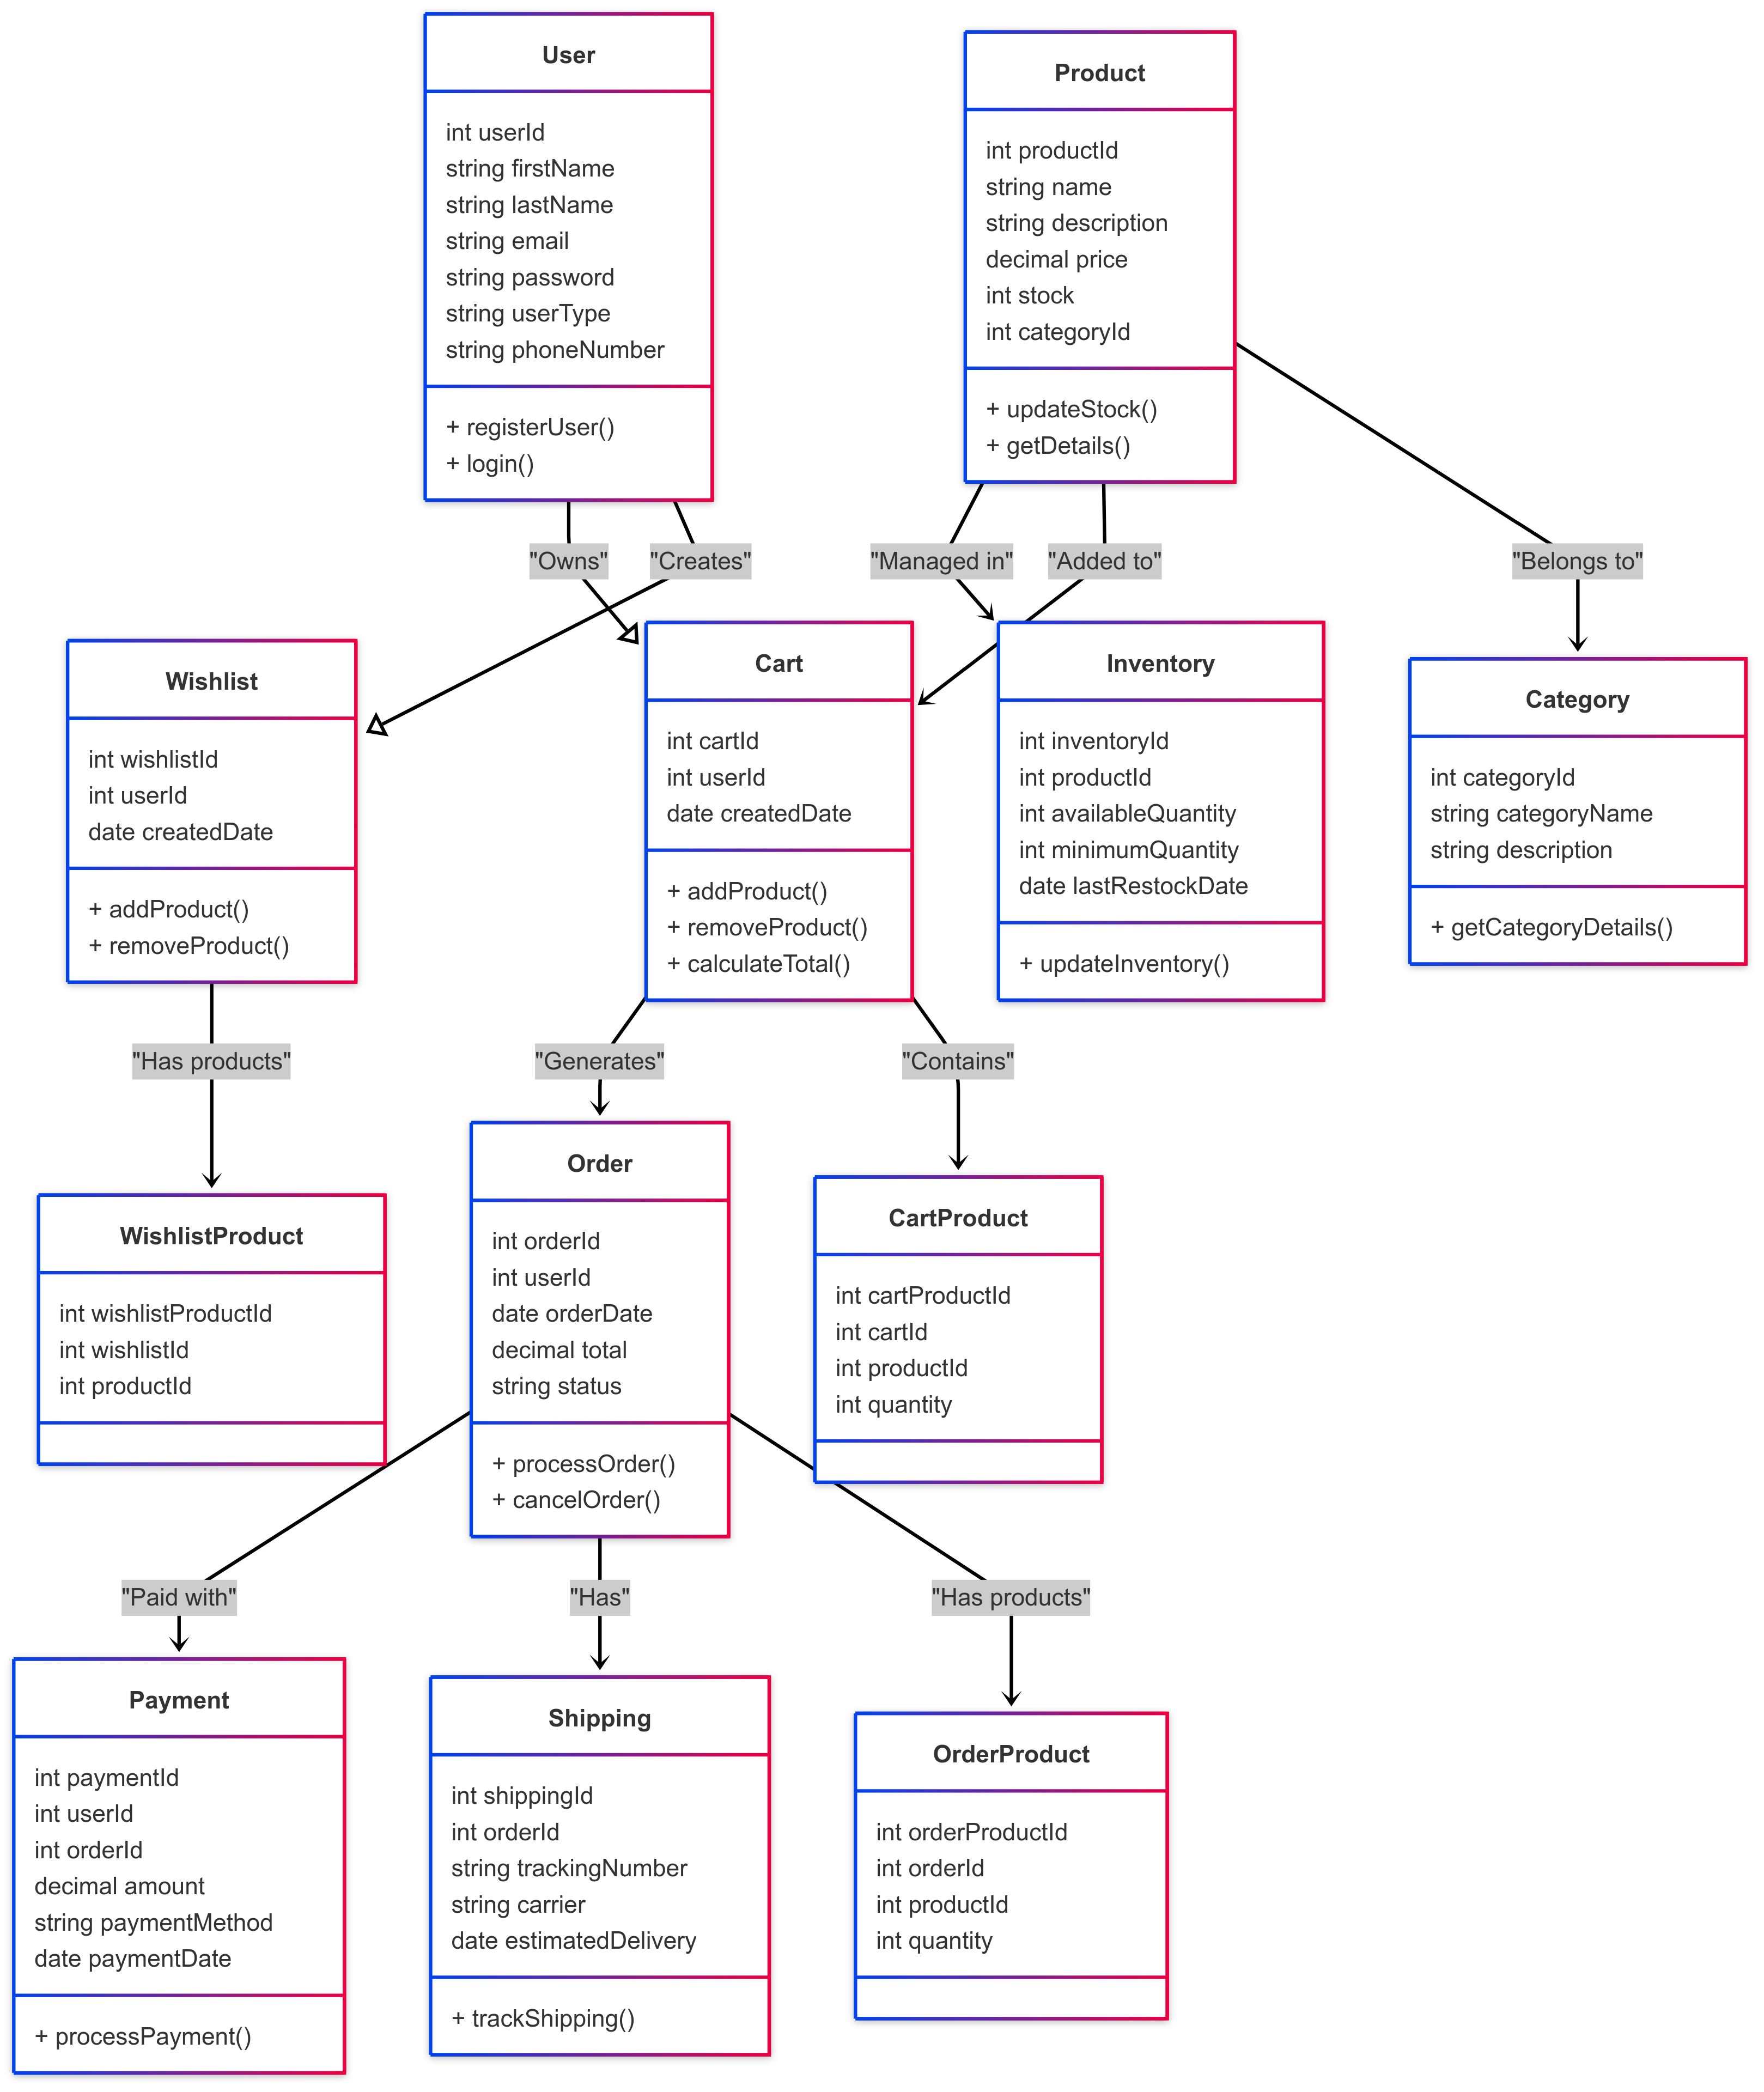 User
int userId
string firstName
string lastName
string email
string password
string userType
string phoneNumber
+ registerUser()
+ login()
Product
int productId
string name
string description
decimal price
int stock
int categoryId
+ updateStock()
+ getDetails()
"Owns"
"Creates"
"Managed in"
"Added to"
"Belongs to"
Wishlist
int wishlistId
int userId
date createdDate
+ addProduct()
+ removeProduct()
Cart
int cartId
int userId
date createdDate
+ addProduct()
+ removeProduct()
+ calculateTotal()
Inventory
int inventoryId
int productId
int availableQuantity
int minimumQuantity
date lastRestockDate
+ updateInventory()
Category
int categoryId
string categoryName
string description
+ getCategoryDetails()
"Has products"
"Generates"
"Contains"
WishlistProduct
int wishlistProductId
int wishlistId
int productId
Order
int orderId
int userId
date orderDate
decimal total
string status
+ processOrder()
+ cancelOrder()
CartProduct
int cartProductId
int cartId
int productId
int quantity
"Paid with"
"Has"
"Has products"
Payment
int paymentId
int userId
int orderId
decimal amount
string paymentMethod
date paymentDate
+ processPayment()
Shipping
int shippingId
int orderId
string trackingNumber
string carrier
date estimatedDelivery
+ trackShipping()
OrderProduct
int orderProductId
int orderId
int productId
int quantity